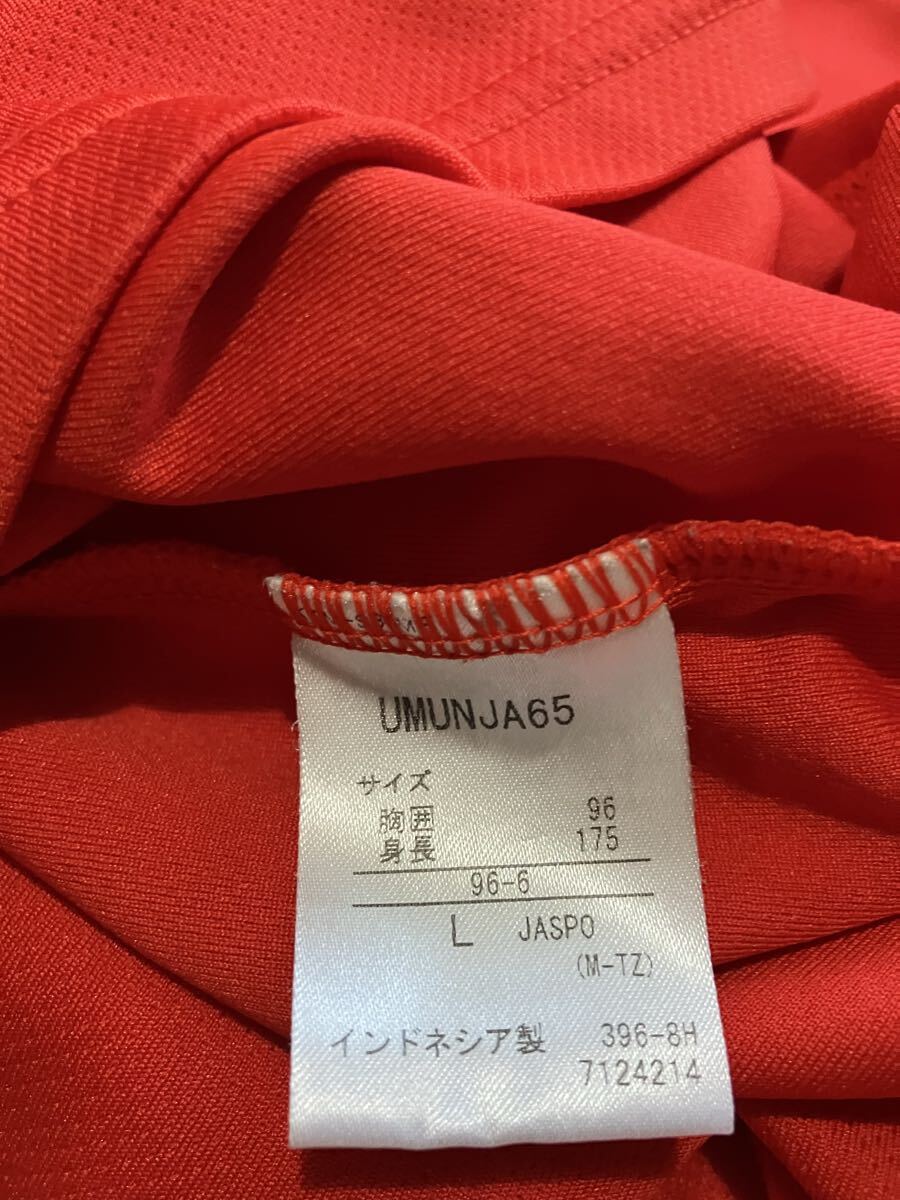 UMUNJA65
サイズ
胸囲 96
身長 175
96-6
L JASPO
(M-TZ)
インドネシア製 396-8H
7124214